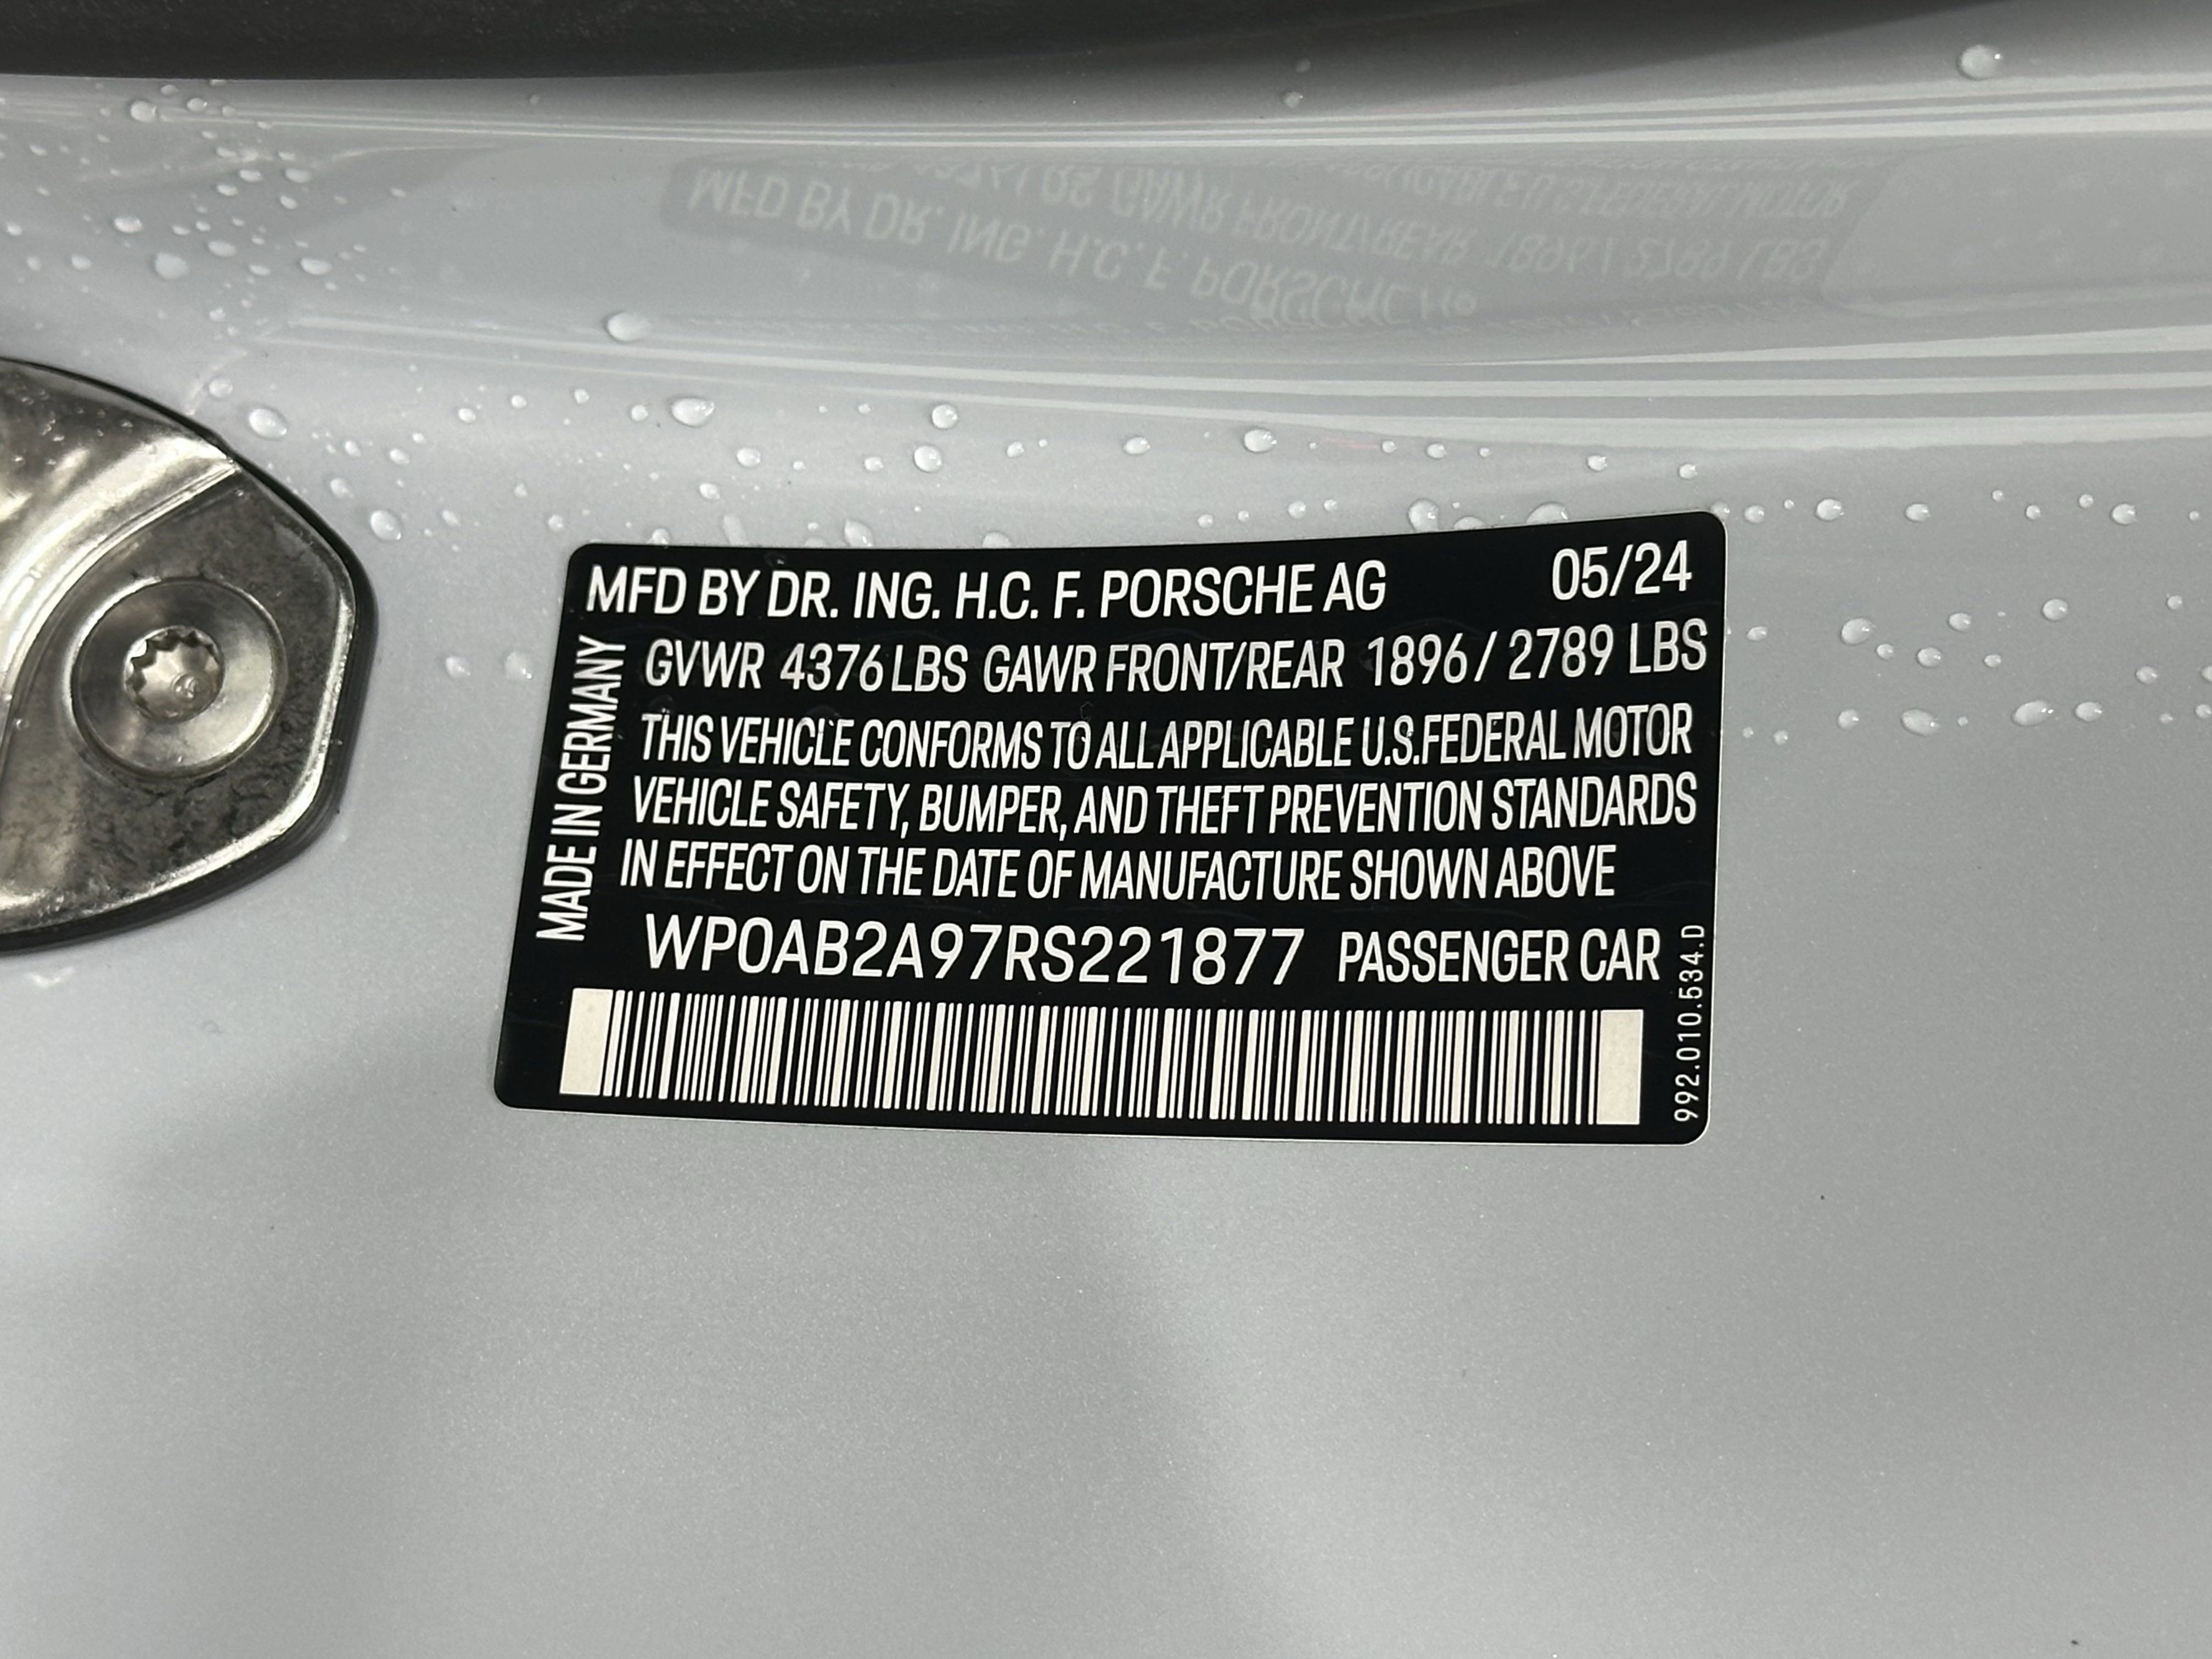 MFD BY DR. ING. H.C. F. PORSCHE AG 05/24
GVWR 4376 LBS GAWR FRONT/REAR 1896 / 2789 LBS
THIS VEHICLE CONFORMS TO ALL APPLICABLE U.S.FEDERAL MOTOR
VEHICLE SAFETY, BUMPER, AND THEFT PREVENTION STANDARDS
IN EFFECT ON THE DATE OF MANUFACTURE SHOWN ABOVE
WP0AB2A97RS221877 PASSENGER CAR
MADE IN GERMANY
992.010.534.D